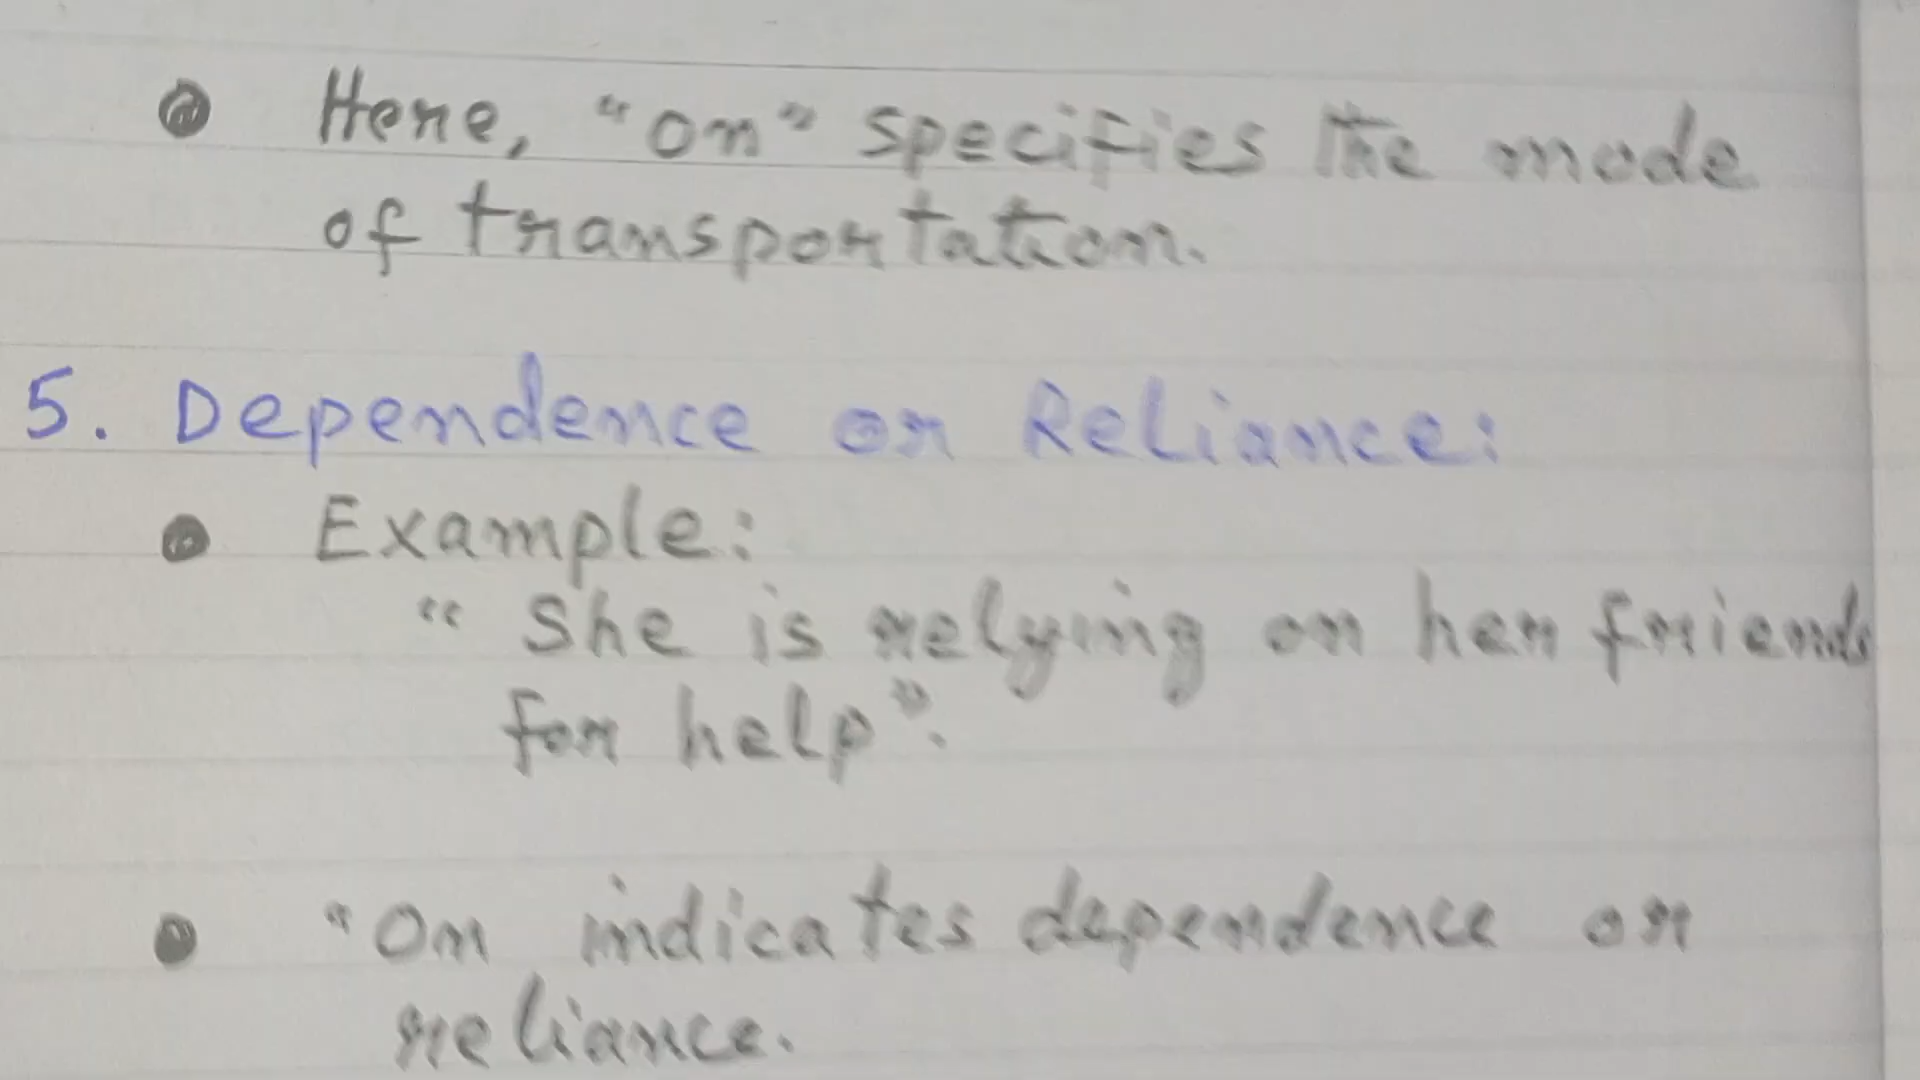 Here, "on" specifies the mode
of transportation.
5. Dependence or Reliance:
Example:
" She is relying on her friends
for help".
"On indicates dependence or
reliance.